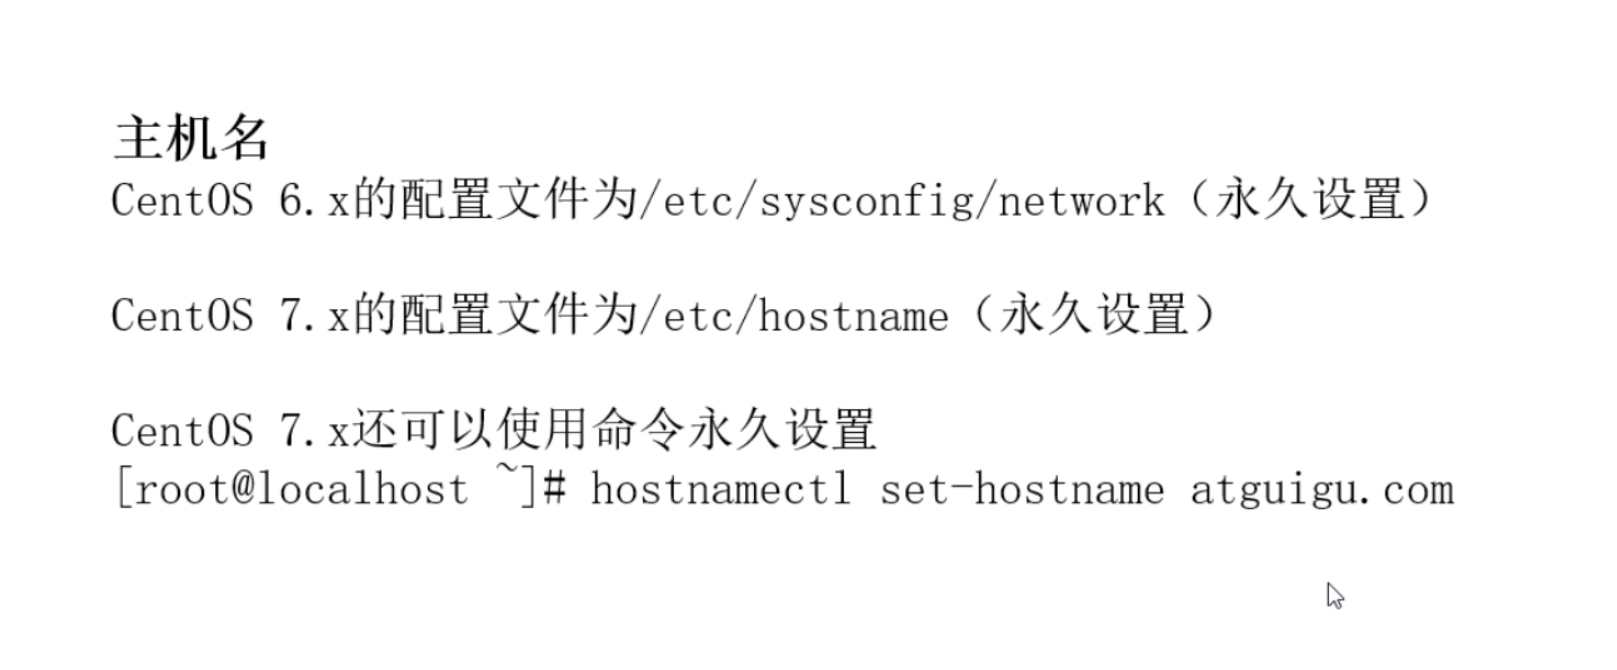 主机名
CentOS 6.x的配置文件为/etc/sysconfig/network（永久设置）
CentOS 7.x的配置文件为/etc/hostname（永久设置）
CentOS 7.x还可以使用命令永久设置
[root@localhost ~]# hostnamectl set-hostname atguigu.com